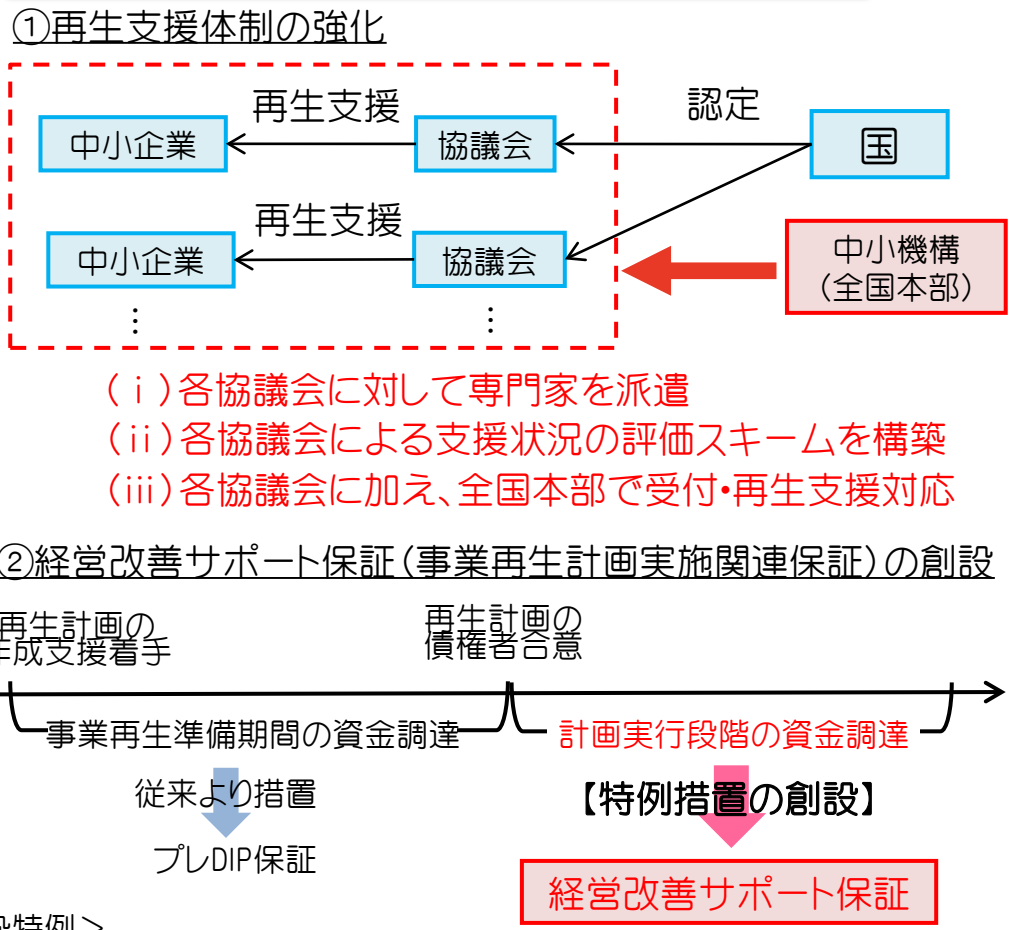 ①再生支援体制の強化
再生支援
認定
中小企業
協議会
国
再生支援
中小企業
協議会
中小機構
（全国本部）
⋮
⋮
（ⅰ）各協議会に対して専門家を派遣
（ⅱ）各協議会による支援状況の評価スキームを構築
（ⅲ）各協議会に加え、全国本部で受付・再生支援対応
②経営改善サポート保証（事業再生計画実施関連保証）の創設
再生計画の
作成支援着手
再生計画の
債権者合意
事業再生準備期間の資金調達
計画実行段階の資金調達
従来より措置
【特例措置の創設】
プレDIP保証
経営改善サポート保証
特例＞